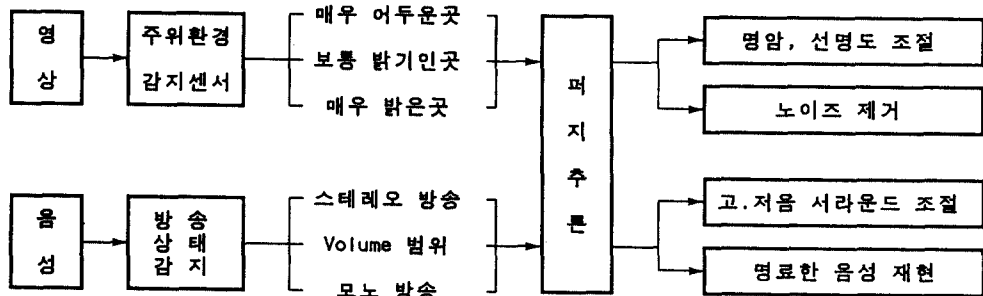 영상
주위환경
감지센서
매우 어두운곳
보통 밝기인곳
매우 밝은곳
퍼지추론
명암, 선명도 조절
노이즈 제거
음성
방송
상태
감지
스테레오 방송
Volume 범위
모노 방송
고.저음 서라운드 조절
명료한 음성 재현